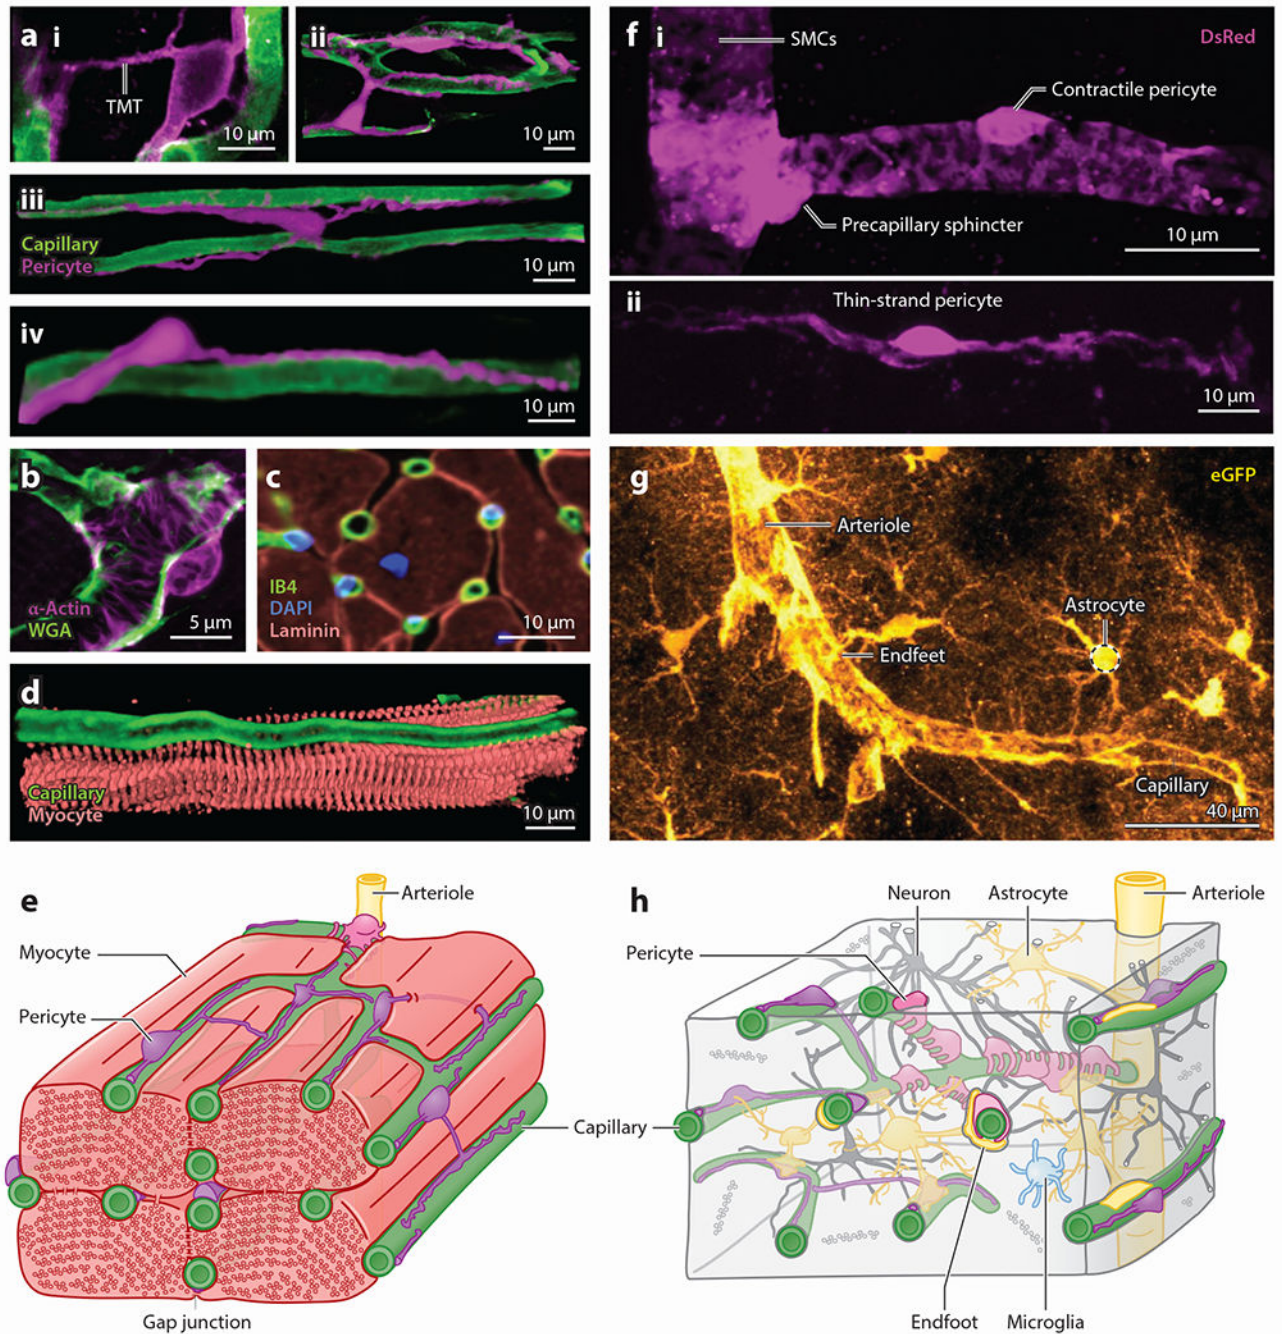 a i
TMT
10 µm
ii
10 µm
iii
Capillary
Pericyte
10 µm
iv
10 µm
b
α-Actin
WGA
5 µm
c
IB4
DAPI
Laminin
10 µm
d
Capillary
Myocyte
10 µm
e
Arteriole
Myocyte
Pericyte
Capillary
Gap junction
f i
SMCs
DsRed
Contractile pericyte
Precapillary sphincter
10 µm
ii
Thin-strand pericyte
10 µm
g
eGFP
Arteriole
Astrocyte
Endfeet
Capillary
40 µm
h
Neuron
Astrocyte
Arteriole
Pericyte
Endfoot
Microglia